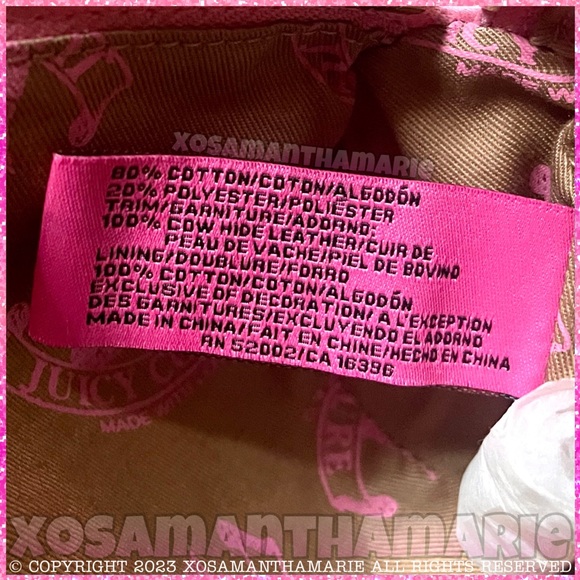 XOSAMANTHAMARIE
80% COTTON/COTON/ALGODÓN
20% POLYESTER/POLIESTER
TRIM/GARNITURE/ADORNO:
100% COW HIDE LEATHER/CUIR DE
PEAU DE VACHE/PIEL DE BOVINO
LINING/DOUBLURE/FORRO
100% COTTON/COTON/ALGODÓN
EXCLUSIVE OF DECORATION/À L'EXCEPTION
DES GARNITURES/EXCLUYENDO EL ADORNO
MADE IN CHINA/FAIT EN CHINE/HECHO EN CHINA
RN 52002/CA 16396
JUICY
MADE
XOSAMANTHAMARIE
© COPYRIGHT 2023 XOSAMANTHAMARIE ALL RIGHTS RESERVED